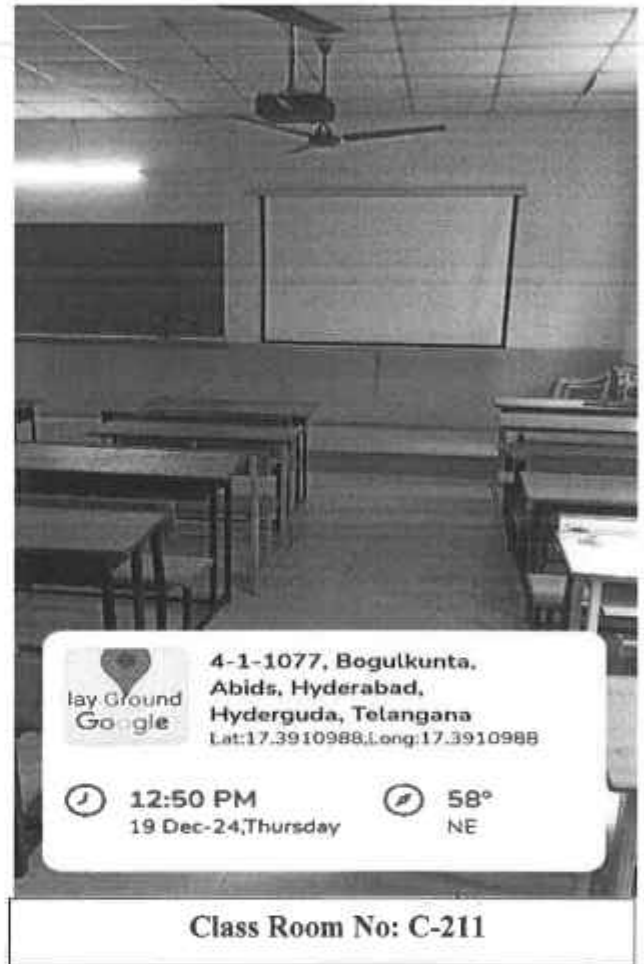 4-1-1077, Bogulkunta,
Abids, Hyderabad,
Hyderguda, Telangana
Lat:17.3910988,Long:17.3910988
lay Ground
Google
12:50 PM
19 Dec-24,Thursday
58°
NE
Class Room No: C-211